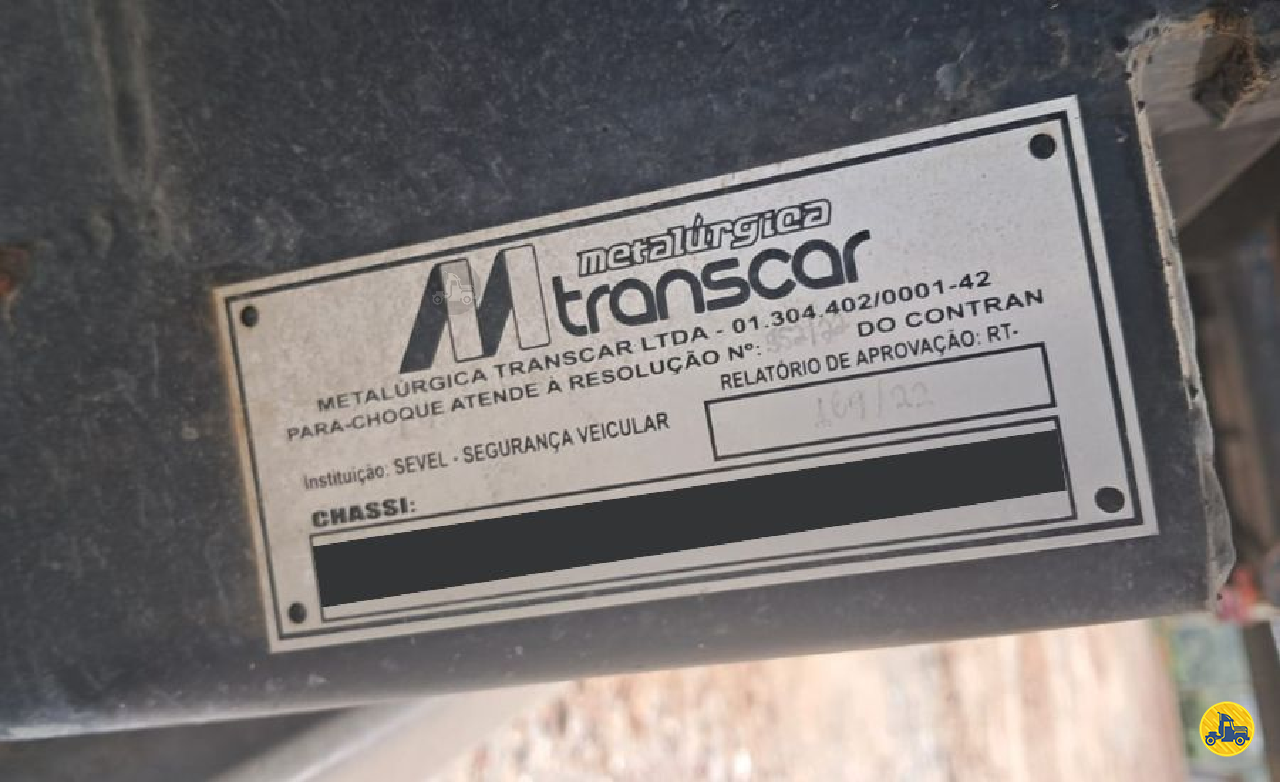 metalúrgica
transcar
METALÚRGICA TRANSCAR LTDA - 01.304.402/0001-42
PARA-CHOQUE ATENDE À RESOLUÇÃO Nº: DO CONTRAN
RELATÓRIO DE APROVAÇÃO: RT-
169/22
Instituição: SEVEL - SEGURANÇA VEICULAR
CHASSI: